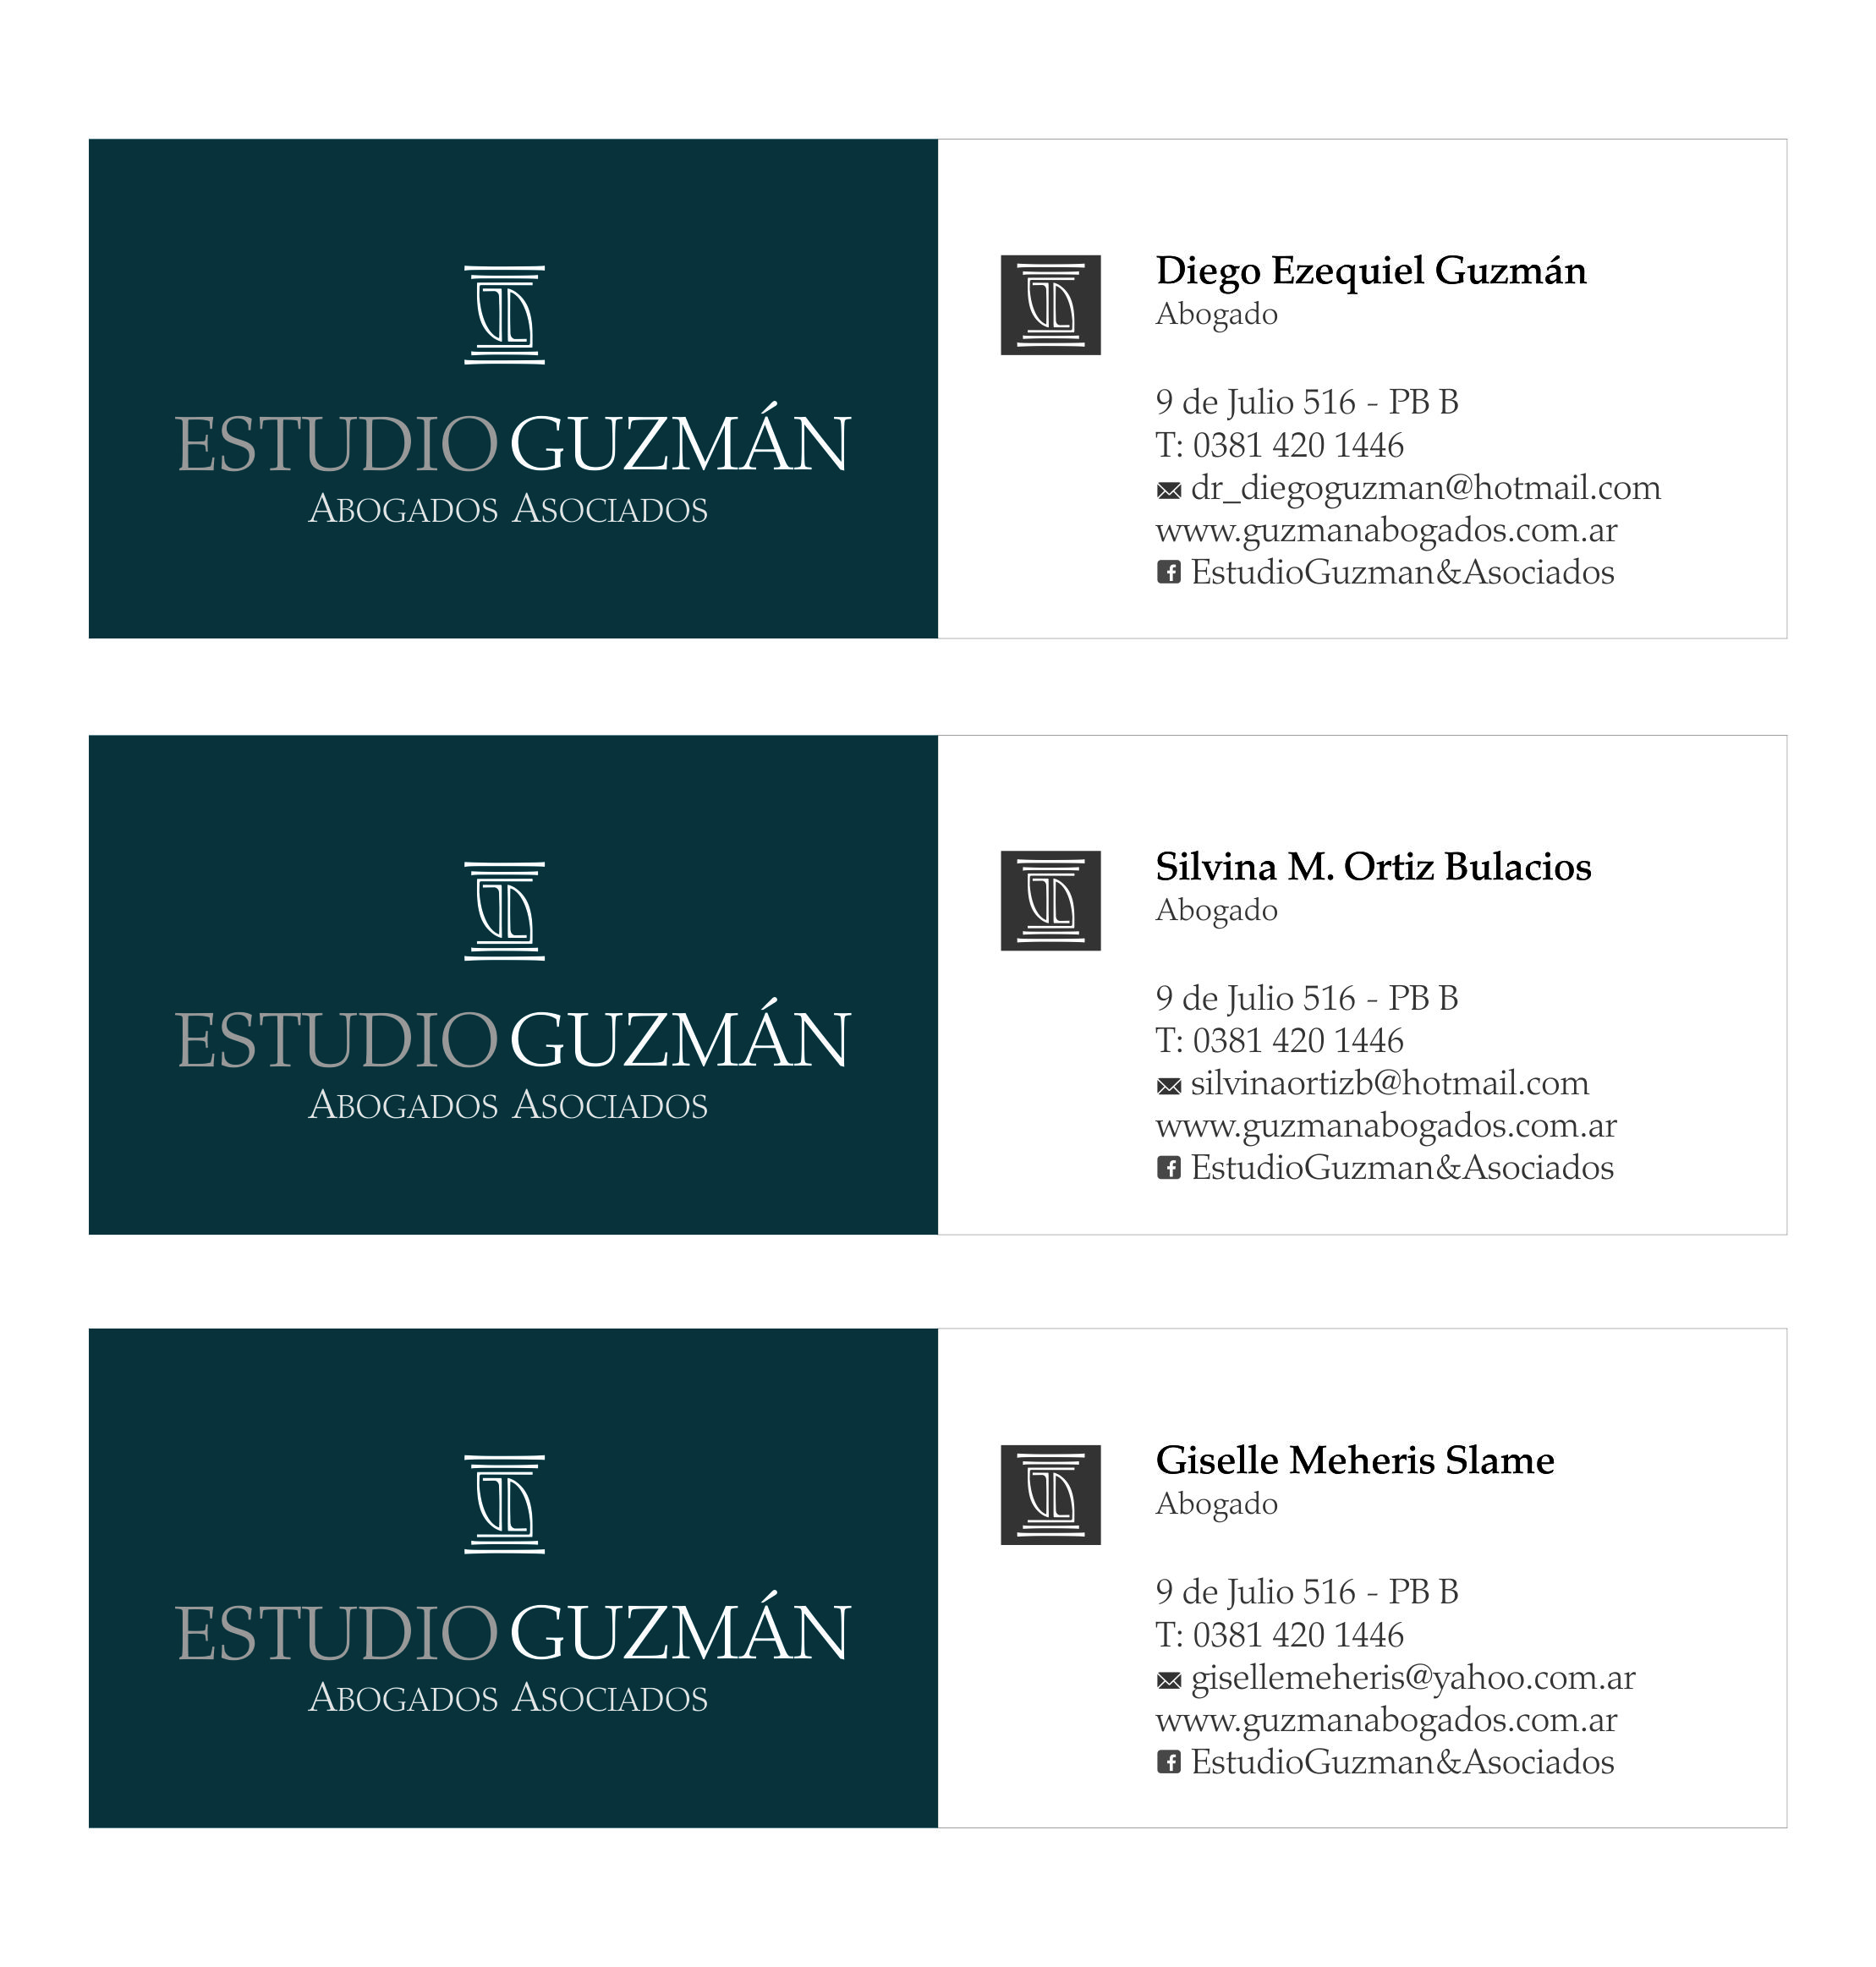 ESTUDIO GUZMÁN
ABOGADOS ASOCIADOS
Diego Ezequiel Guzmán
Abogado
9 de Julio 516 - PB B
T: 0381 420 1446
dr_diegoguzman@hotmail.com
www.guzmanabogados.com.ar
EstudioGuzman&Asociados
ESTUDIO GUZMÁN
ABOGADOS ASOCIADOS
Silvina M. Ortiz Bulacios
Abogado
9 de Julio 516 - PB B
T: 0381 420 1446
silvinaortizb@hotmail.com
www.guzmanabogados.com.ar
EstudioGuzman&Asociados
ESTUDIO GUZMÁN
ABOGADOS ASOCIADOS
Giselle Meheris Slame
Abogado
9 de Julio 516 - PB B
T: 0381 420 1446
gisellemeheris@yahoo.com.ar
www.guzmanabogados.com.ar
EstudioGuzman&Asociados